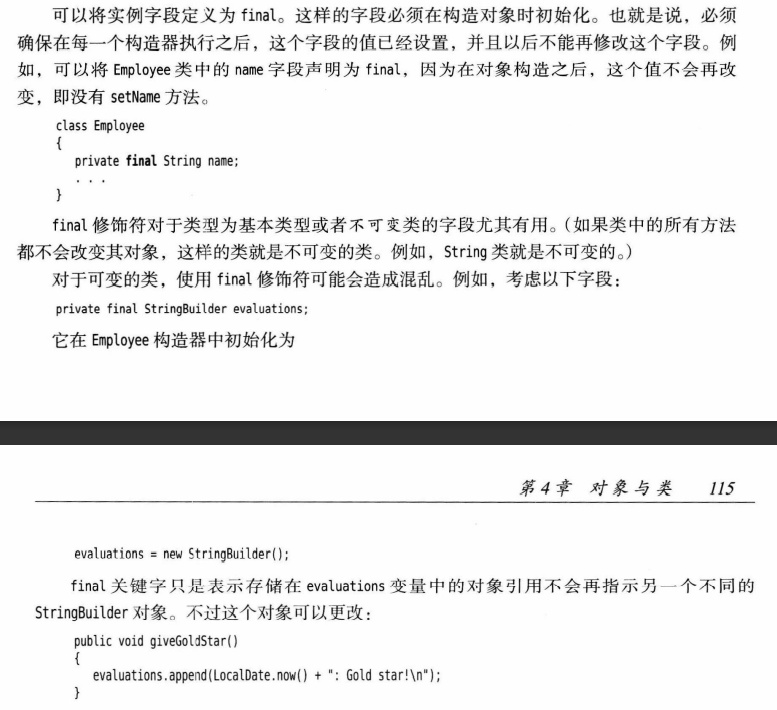 可以将实例字段定义为 final。这样的字段必须在构造对象时初始化。也就是说，必须
确保在每一个构造器执行之后，这个字段的值已经设置，并且以后不能再修改这个字段。例
如，可以将 Employee 类中的 name 字段声明为 final，因为在对象构造之后，这个值不会再改
变，即没有 setName 方法。
class Employee
{
private final String name;
. . .
}
final 修饰符对于类型为基本类型或者不可变类的字段尤其有用。（如果类中的所有方法
都不会改变其对象，这样的类就是不可变的类。例如，String 类就是不可变的。）
对于可变的类，使用 final 修饰符可能会造成混乱。例如，考虑以下字段：
private final StringBuilder evaluations;
它在 Employee 构造器中初始化为
第 4 章 对象与类 115
evaluations = new StringBuilder();
final 关键字只是表示存储在 evaluations 变量中的对象引用不会再指示另一个不同的
StringBuilder 对象。不过这个对象可以更改：
public void giveGoldStar()
{
evaluations.append(LocalDate.now() + ": Gold star!\n");
}